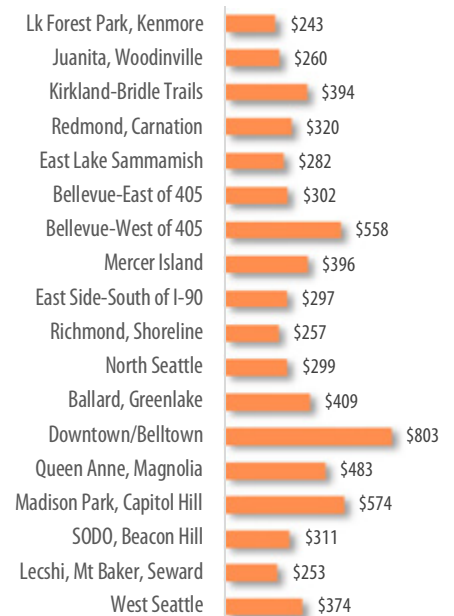 Lk Forest Park, Kenmore $243
Juanita, Woodinville $260
Kirkland-Bridle Trails $394
Redmond, Carnation $320
East Lake Sammamish $282
Bellevue-East of 405 $302
Bellevue-West of 405 $558
Mercer Island $396
East Side-South of I-90 $297
Richmond, Shoreline $257
North Seattle $299
Ballard, Greenlake $409
Downtown/Belltown $803
Queen Anne, Magnolia $483
Madison Park, Capitol Hill $574
SODO, Beacon Hill $311
Lecshi, Mt Baker, Seward $253
West Seattle $374